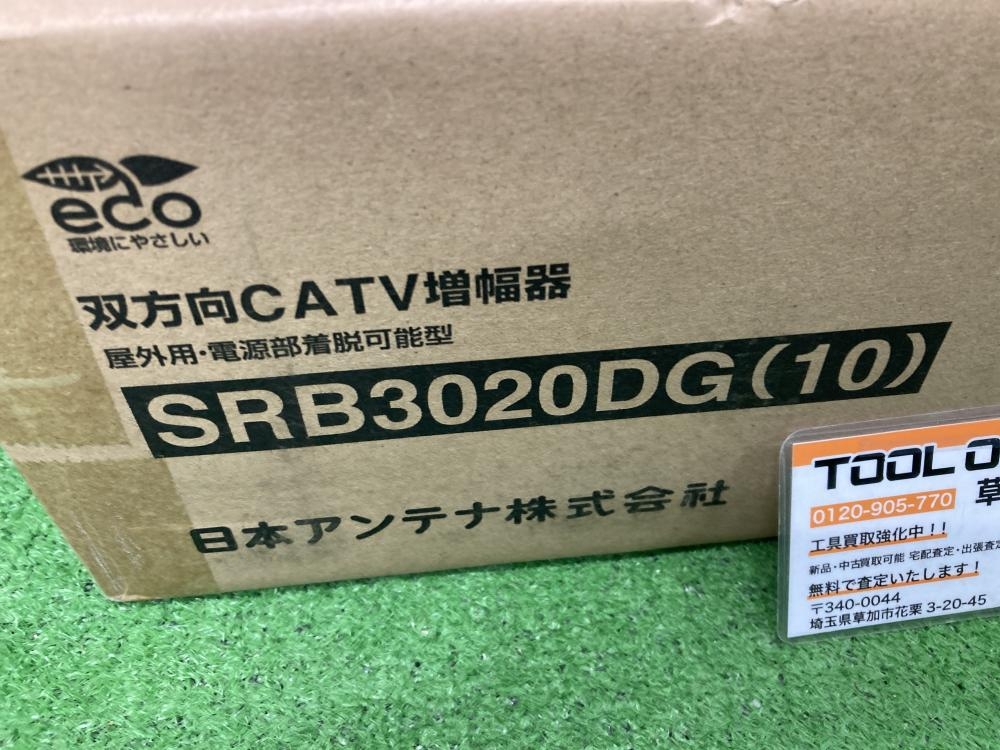 eco
環境にやさしい
双方向CATV増幅器
屋外用・電源部着脱可能型
SRB3020DG(10)
日本アンテナ株式会社
TOOL O
0120-905-770 草
工具買取強化中!!
新品・中古買取可能 宅配査定・出張査定
無料で査定いたします!
〒340-0044
埼玉県草加市花栗 3-20-45